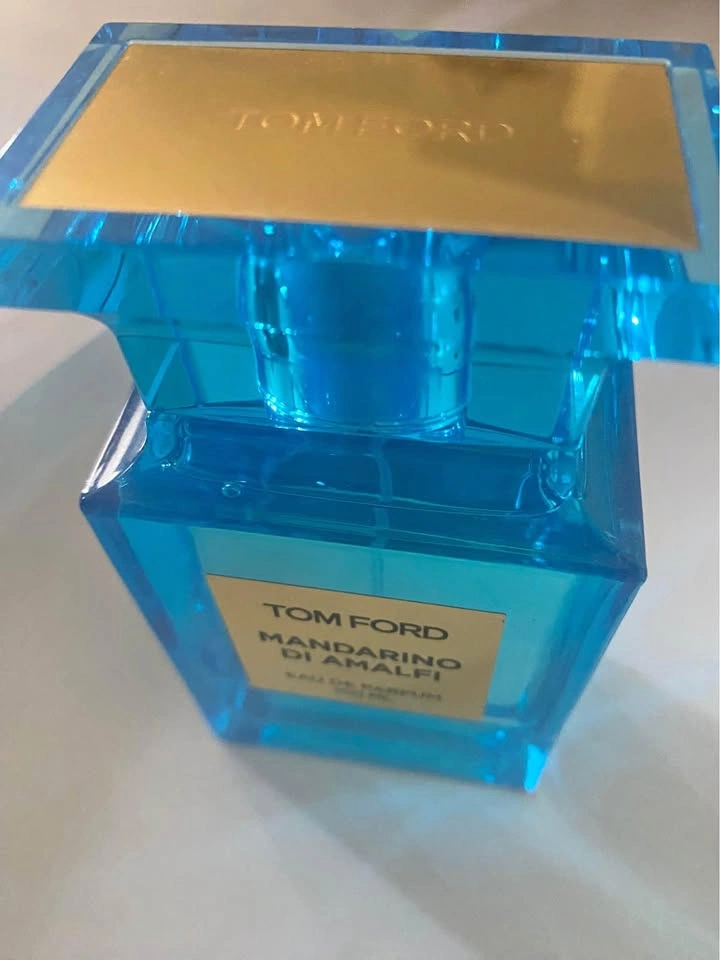 TOM FORD
TOM FORD
MANDARINO
DI AMALFI
EAU DE PARFUM